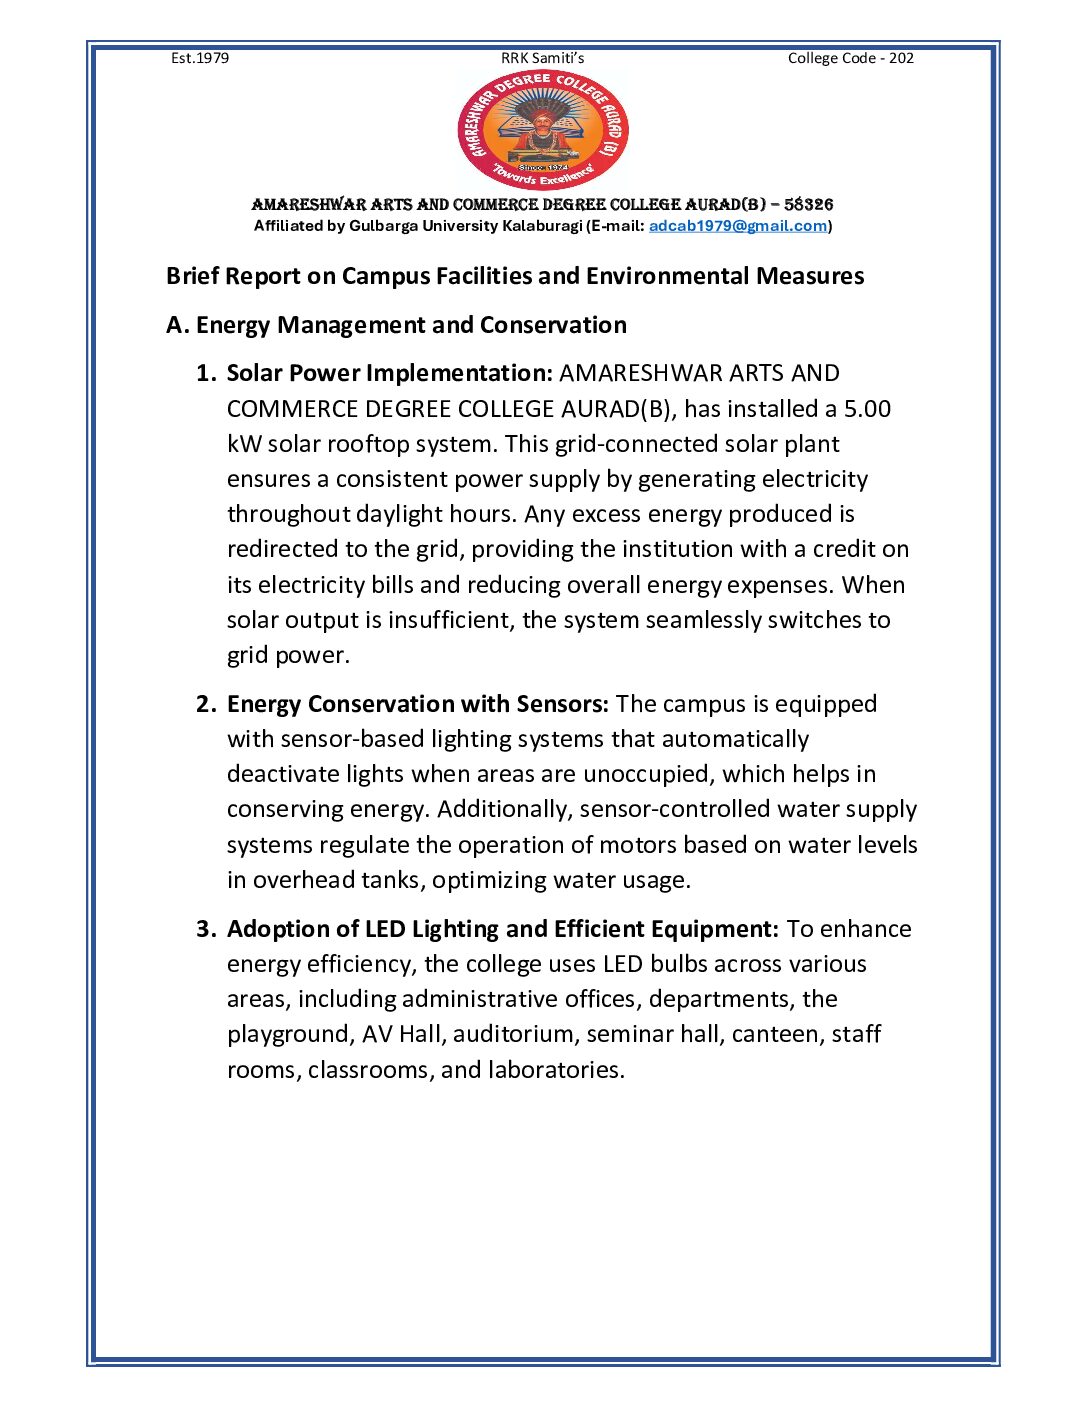 Est.1979 RRK Samiti’s College Code - 202
AMARESHWAR DEGREE COLLEGE AURAD (B)
Since 1979
"Towards Excellence"
AMARESHWAR ARTS AND COMMERCE DEGREE COLLEGE AURAD(B) – 58326
Affiliated by Gulbarga University Kalaburagi (E-mail: adcab1979@gmail.com)
Brief Report on Campus Facilities and Environmental Measures
A. Energy Management and Conservation
1. Solar Power Implementation: AMARESHWAR ARTS AND
COMMERCE DEGREE COLLEGE AURAD(B), has installed a 5.00
kW solar rooftop system. This grid-connected solar plant
ensures a consistent power supply by generating electricity
throughout daylight hours. Any excess energy produced is
redirected to the grid, providing the institution with a credit on
its electricity bills and reducing overall energy expenses. When
solar output is insufficient, the system seamlessly switches to
grid power.
2. Energy Conservation with Sensors: The campus is equipped
with sensor-based lighting systems that automatically
deactivate lights when areas are unoccupied, which helps in
conserving energy. Additionally, sensor-controlled water supply
systems regulate the operation of motors based on water levels
in overhead tanks, optimizing water usage.
3. Adoption of LED Lighting and Efficient Equipment: To enhance
energy efficiency, the college uses LED bulbs across various
areas, including administrative offices, departments, the
playground, AV Hall, auditorium, seminar hall, canteen, staff
rooms, classrooms, and laboratories.